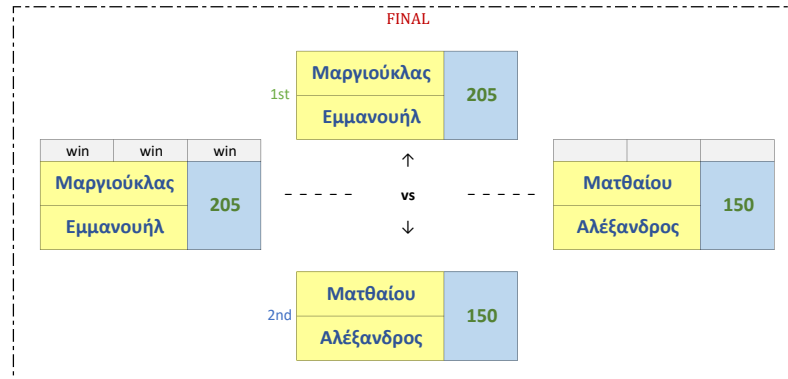 FINAL
Μαργιούκλας
205
1st
Εμμανουήλ
win win win
Μαργιούκλας
205
Εμμανουήλ
↑
vs
↓
Ματθαίου
150
Αλέξανδρος
Ματθαίου
150
2nd
Αλέξανδρος